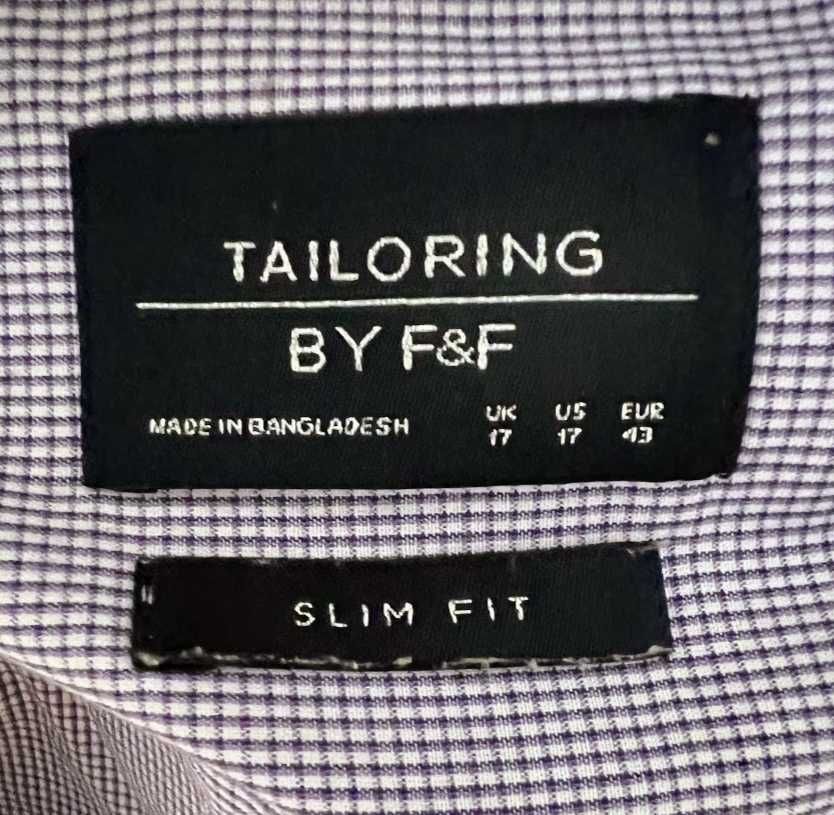 TAILORING
BY F&F
MADE IN BANGLADESH
UK US EUR
17 17 43
SLIM FIT